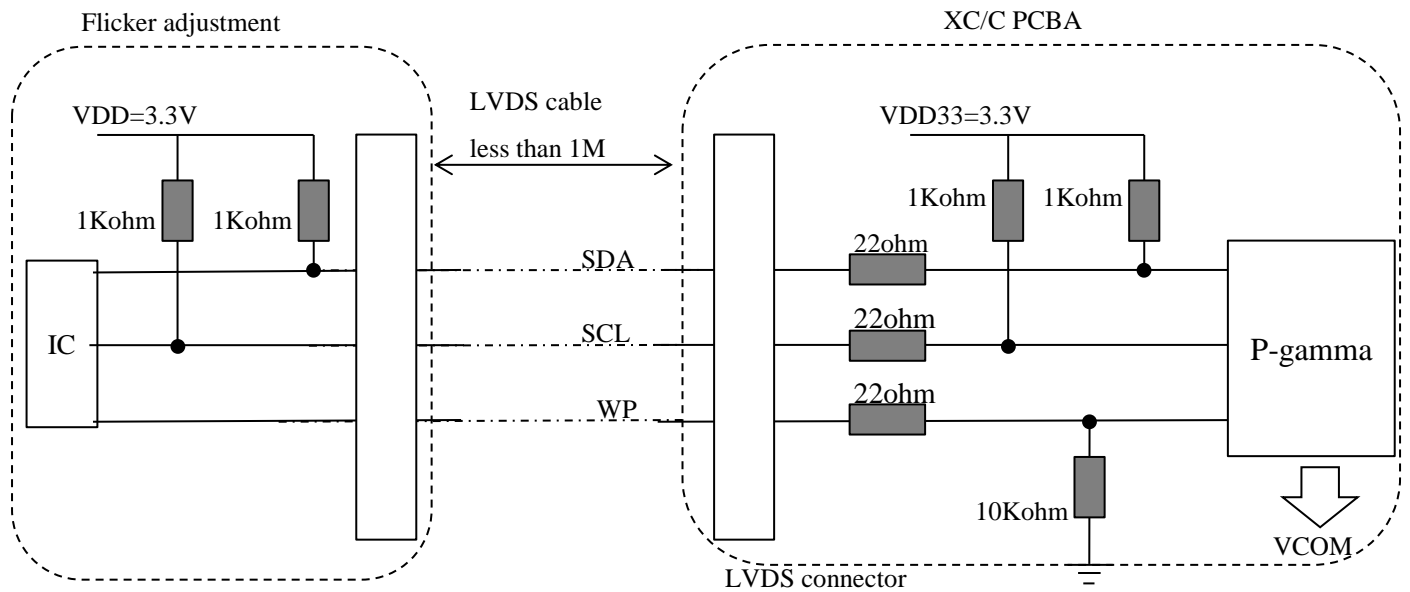 Flicker adjustment
XC/C PCBA
VDD=3.3V
LVDS cable
less than 1M
VDD33=3.3V
1Kohm
1Kohm
1Kohm
1Kohm
IC
SDA
22ohm
SCL
22ohm
P-gamma
WP
22ohm
10Kohm
VCOM
LVDS connector